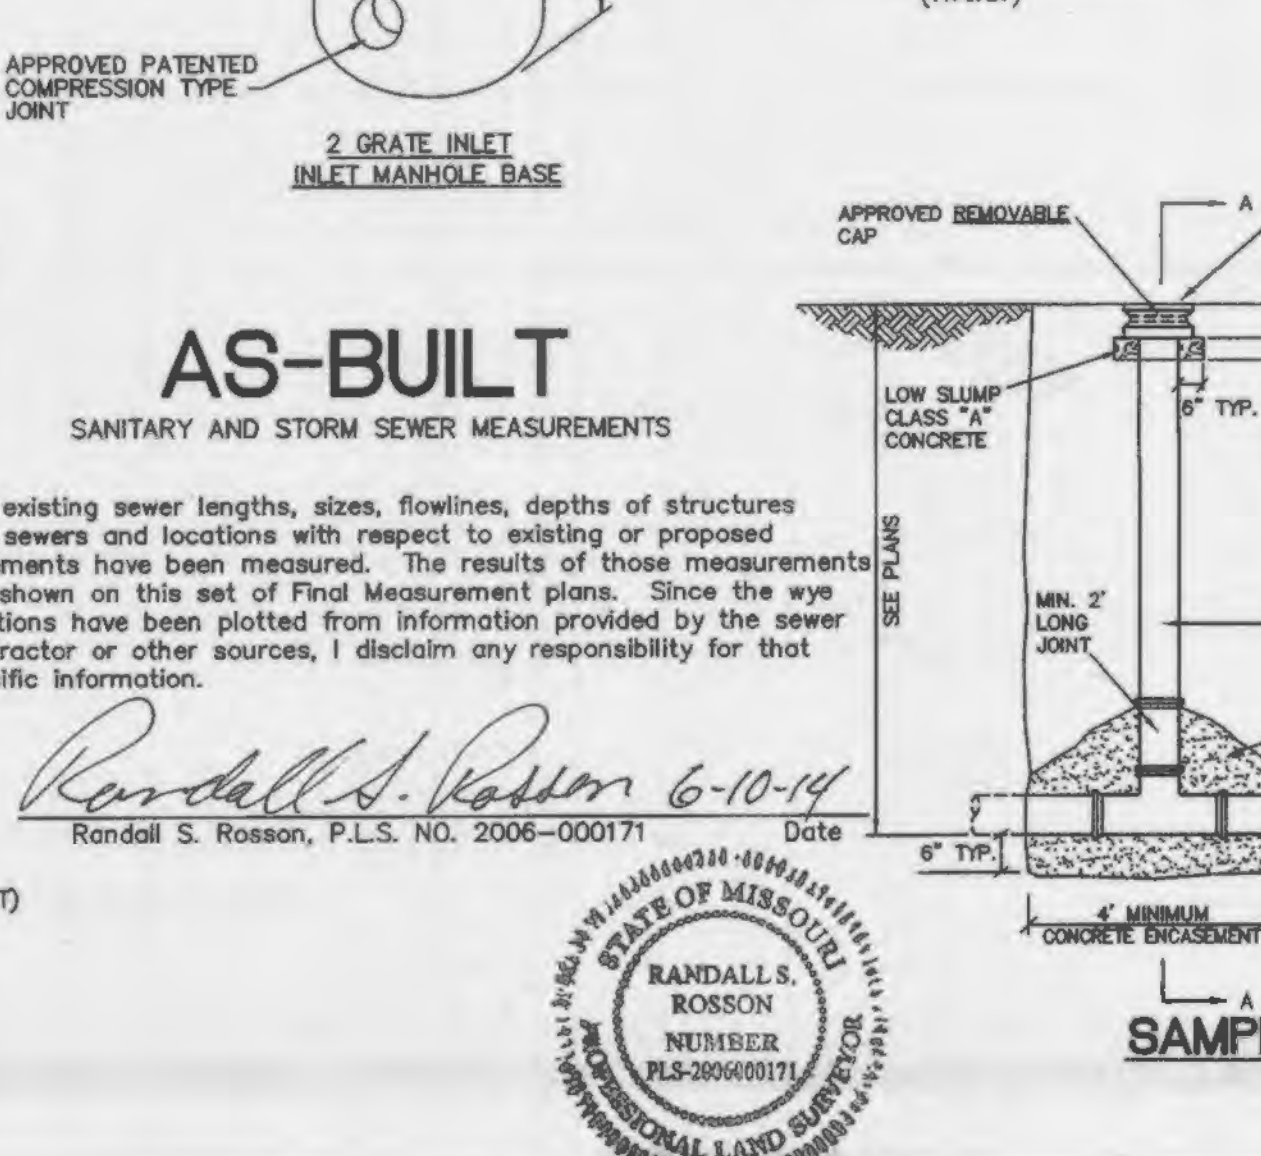 APPROVED PATENTED
COMPRESSION TYPE
JOINT
2 GRATE INLET
INLET MANHOLE BASE
AS-BUILT
SANITARY AND STORM SEWER MEASUREMENTS
existing sewer lengths, sizes, flowlines, depths of structures
sewers and locations with respect to existing or proposed
ments have been measured. The results of those measurements
shown on this set of Final Measurement plans. Since the wye
tions have been plotted from information provided by the sewer
ractor or other sources, I disclaim any responsibility for that
ific information.
Randall S. Rosson 6-10-14
Randall S. Rosson, P.L.S. NO. 2006-000171 Date
STATE OF MISSOURI
RANDALL S.
ROSSON
NUMBER
PLS-2006000171
PROFESSIONAL LAND SURVEYOR
APPROVED REMOVABLE
CAP
A
LOW SLUMP
CLASS "A"
CONCRETE
6" TYP.
SEE PLANS
MIN. 2'
LONG
JOINT
6" TYP.
4' MINIMUM
CONCRETE ENCASEMENT
A
SAMP